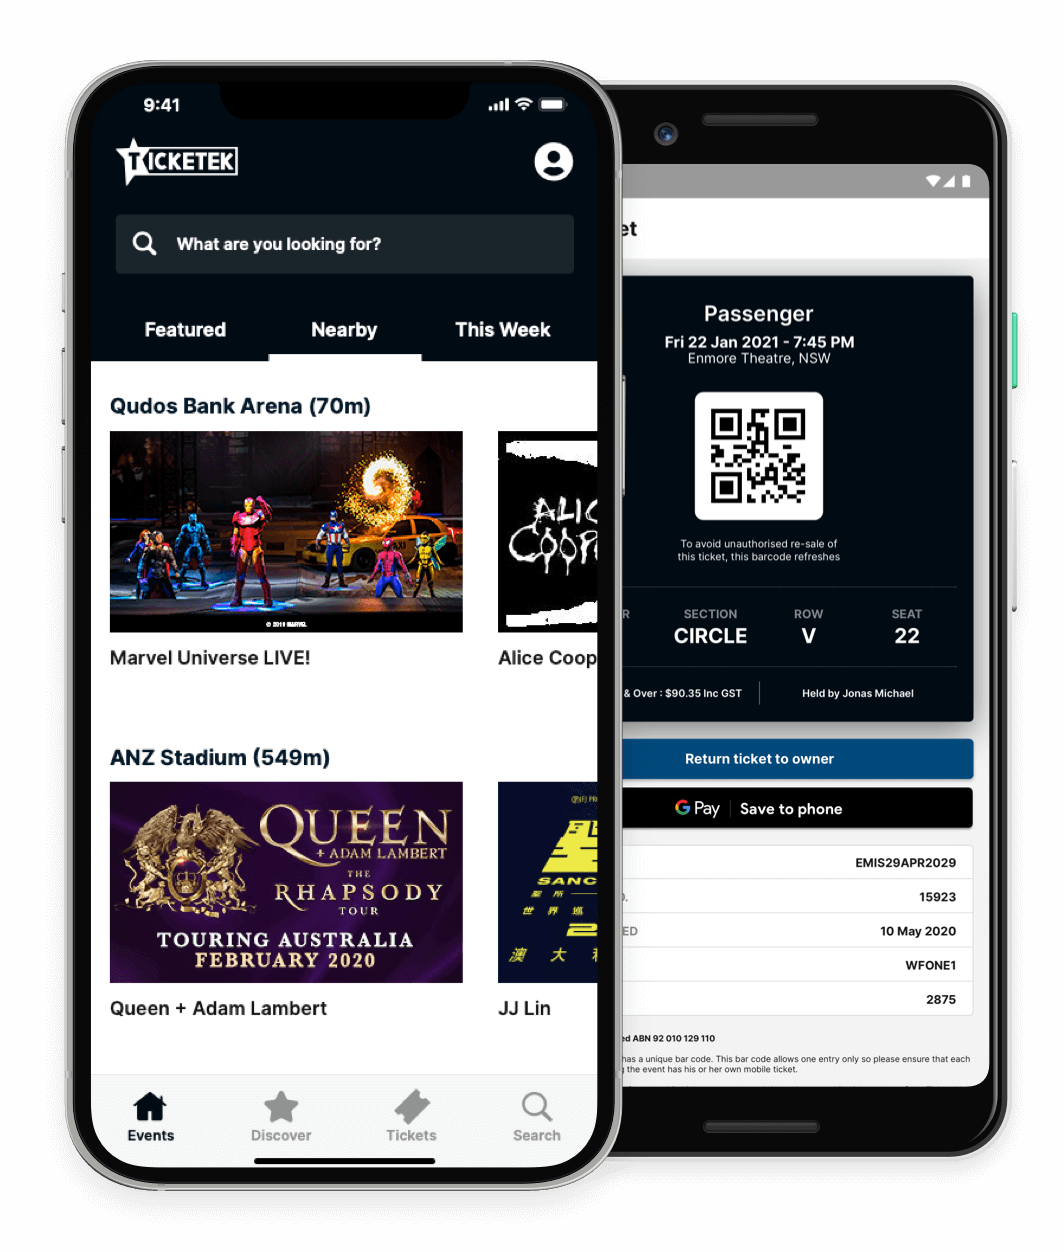 9:41
TICKETEK
What are you looking for?
Featured
Nearby
This Week
Qudos Bank Arena (70m)
ALIC
COOP
© 2019 MARVEL
Marvel Universe LIVE!
Alice Coop
ANZ Stadium (549m)
QUEEN
+ ADAM LAMBERT
THE
RHAPSODY
TOUR
TOURING AUSTRALIA
FEBRUARY 2020
SANC
聖所
世界巡
2
澳大利
Queen + Adam Lambert
JJ Lin
Events
Discover
Tickets
Search
et
Passenger
Fri 22 Jan 2021 - 7:45 PM
Enmore Theatre, NSW
To avoid unauthorised re-sale of
this ticket, this barcode refreshes
R
SECTION
ROW
SEAT
CIRCLE
V
22
& Over : $90.35 Inc GST
Held by Jonas Michael
Return ticket to owner
G Pay
Save to phone
EMIS29APR2029
15923
ED
10 May 2020
WFONE1
2875
ed ABN 92 010 129 110
has a unique bar code. This bar code allows one entry only so please ensure that each
g the event has his or her own mobile ticket.